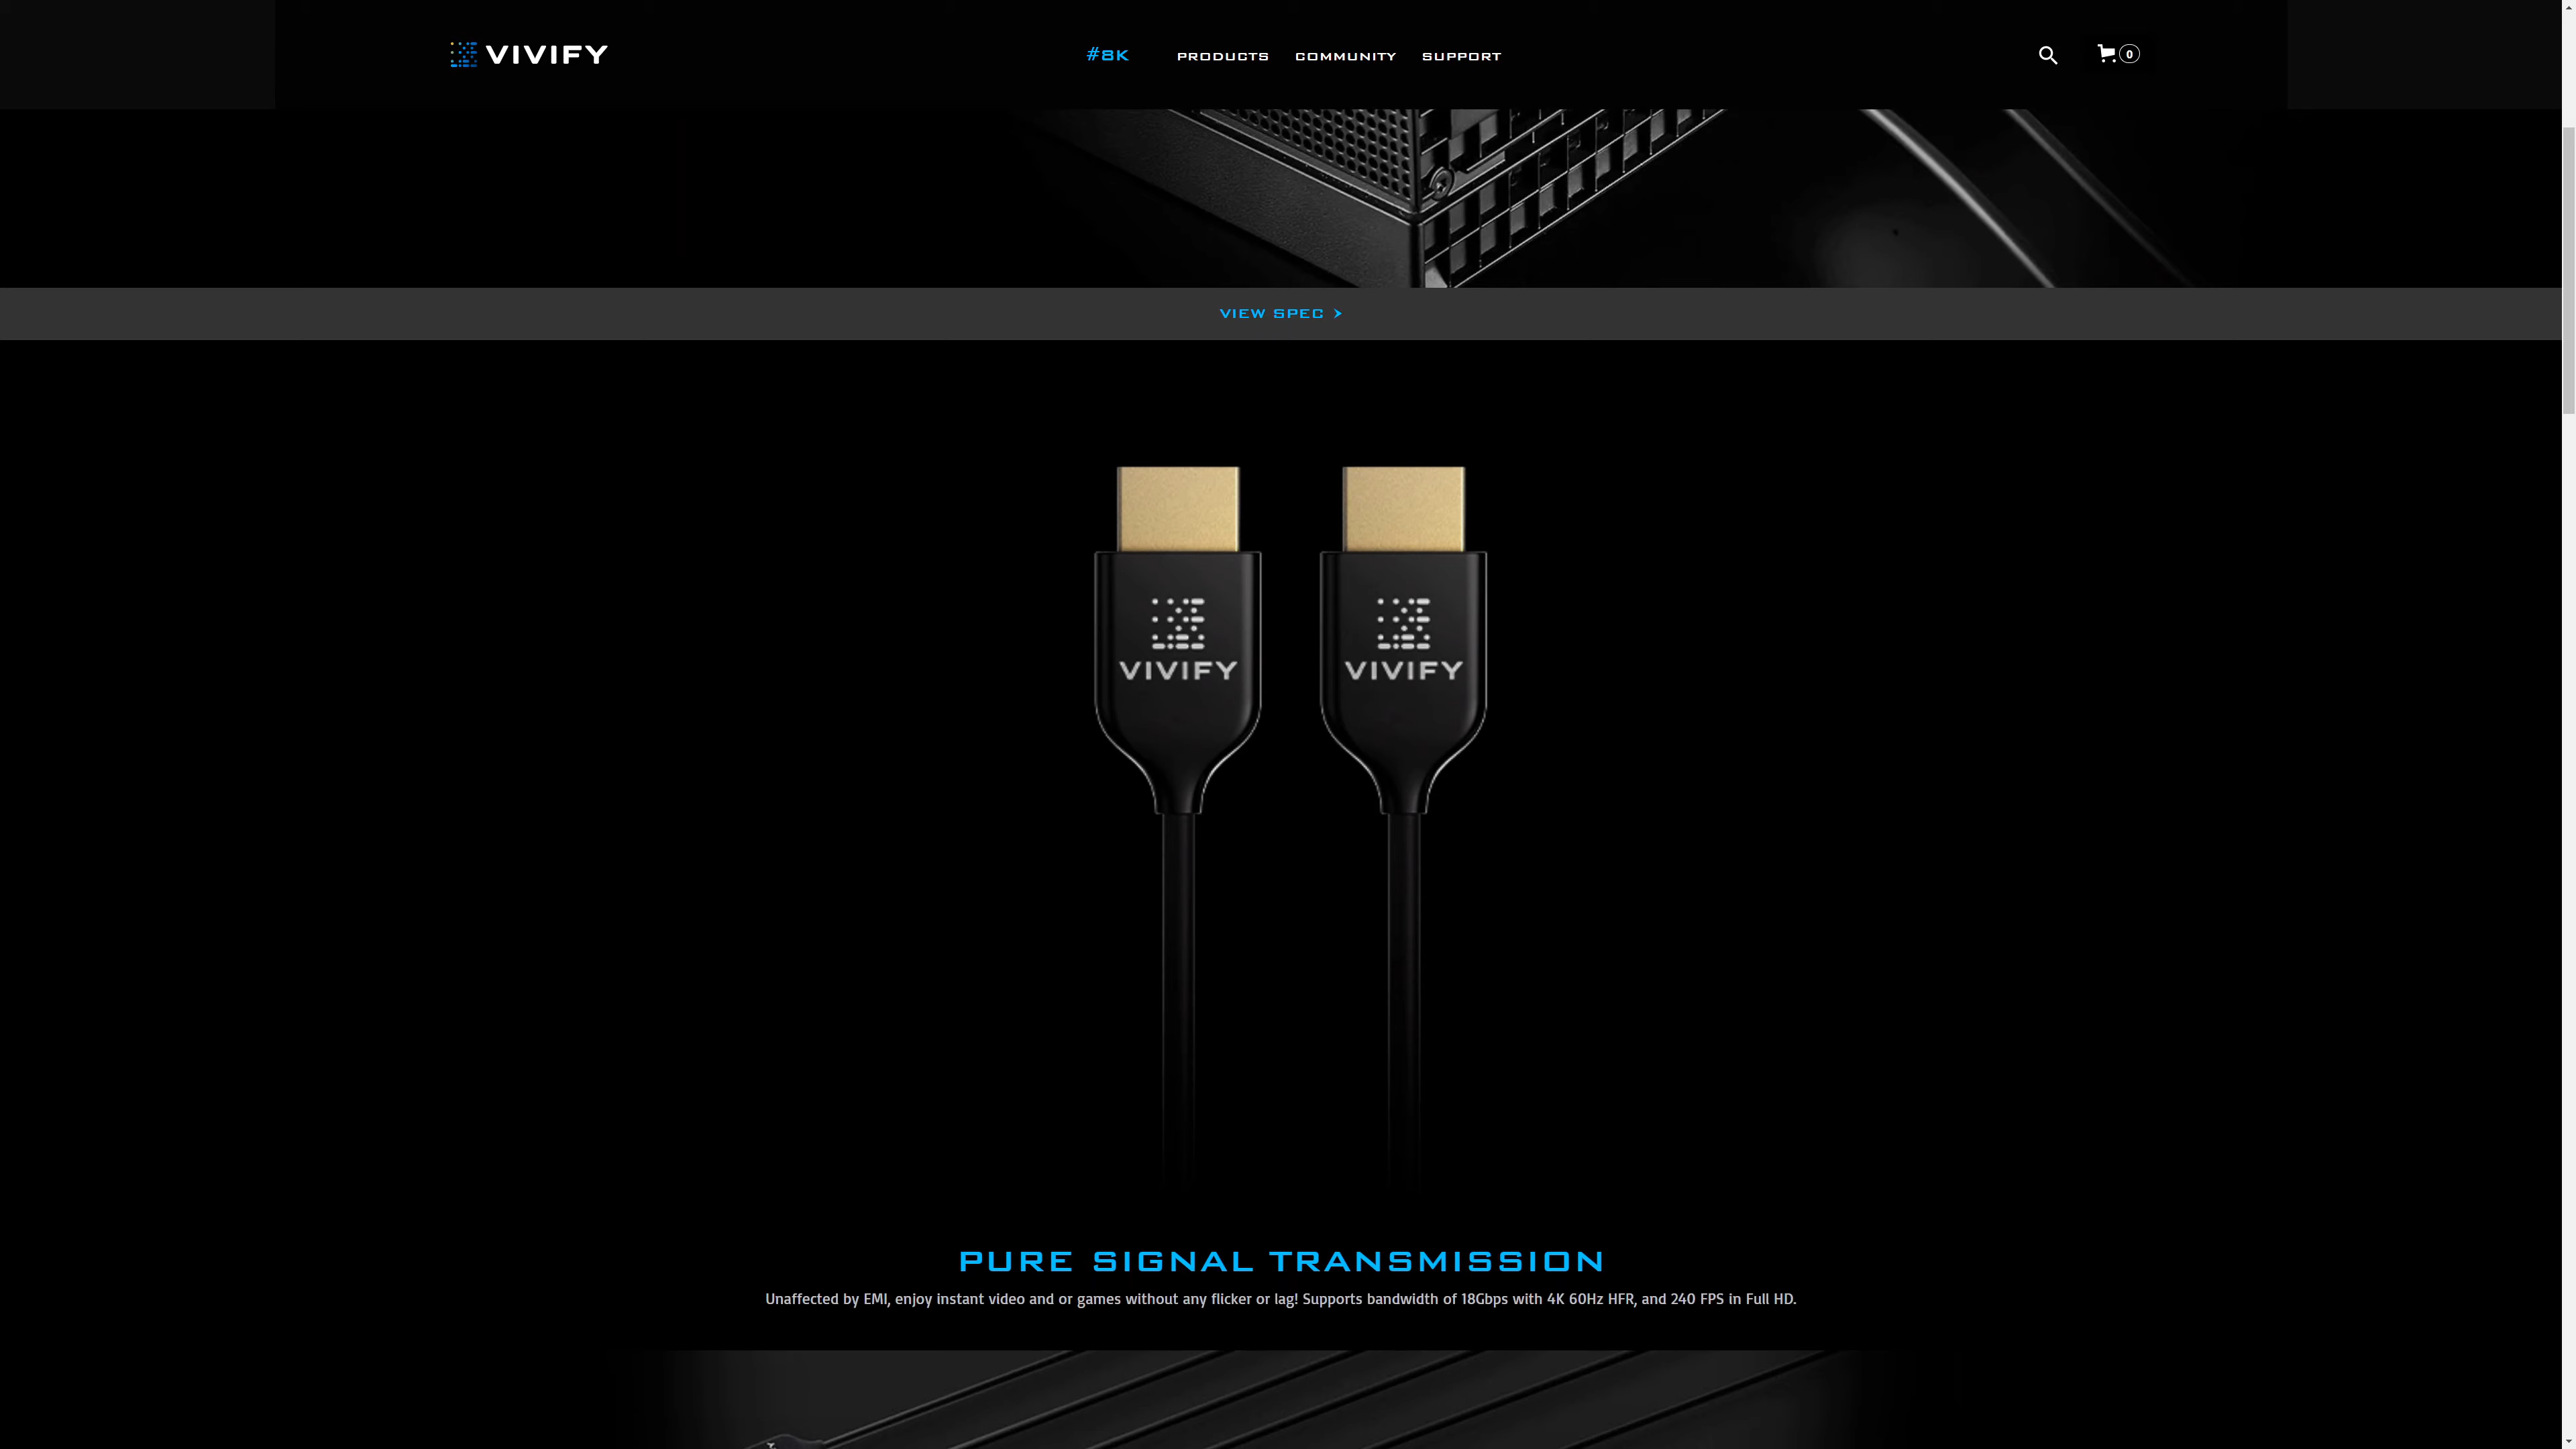 VIVIFY
#8K PRODUCTS COMMUNITY SUPPORT
0
VIEW SPEC >
VIVIFY
VIVIFY
PURE SIGNAL TRANSMISSION
Unaffected by EMI, enjoy instant video and or games without any flicker or lag! Supports bandwidth of 18Gbps with 4K 60Hz HFR, and 240 FPS in Full HD.